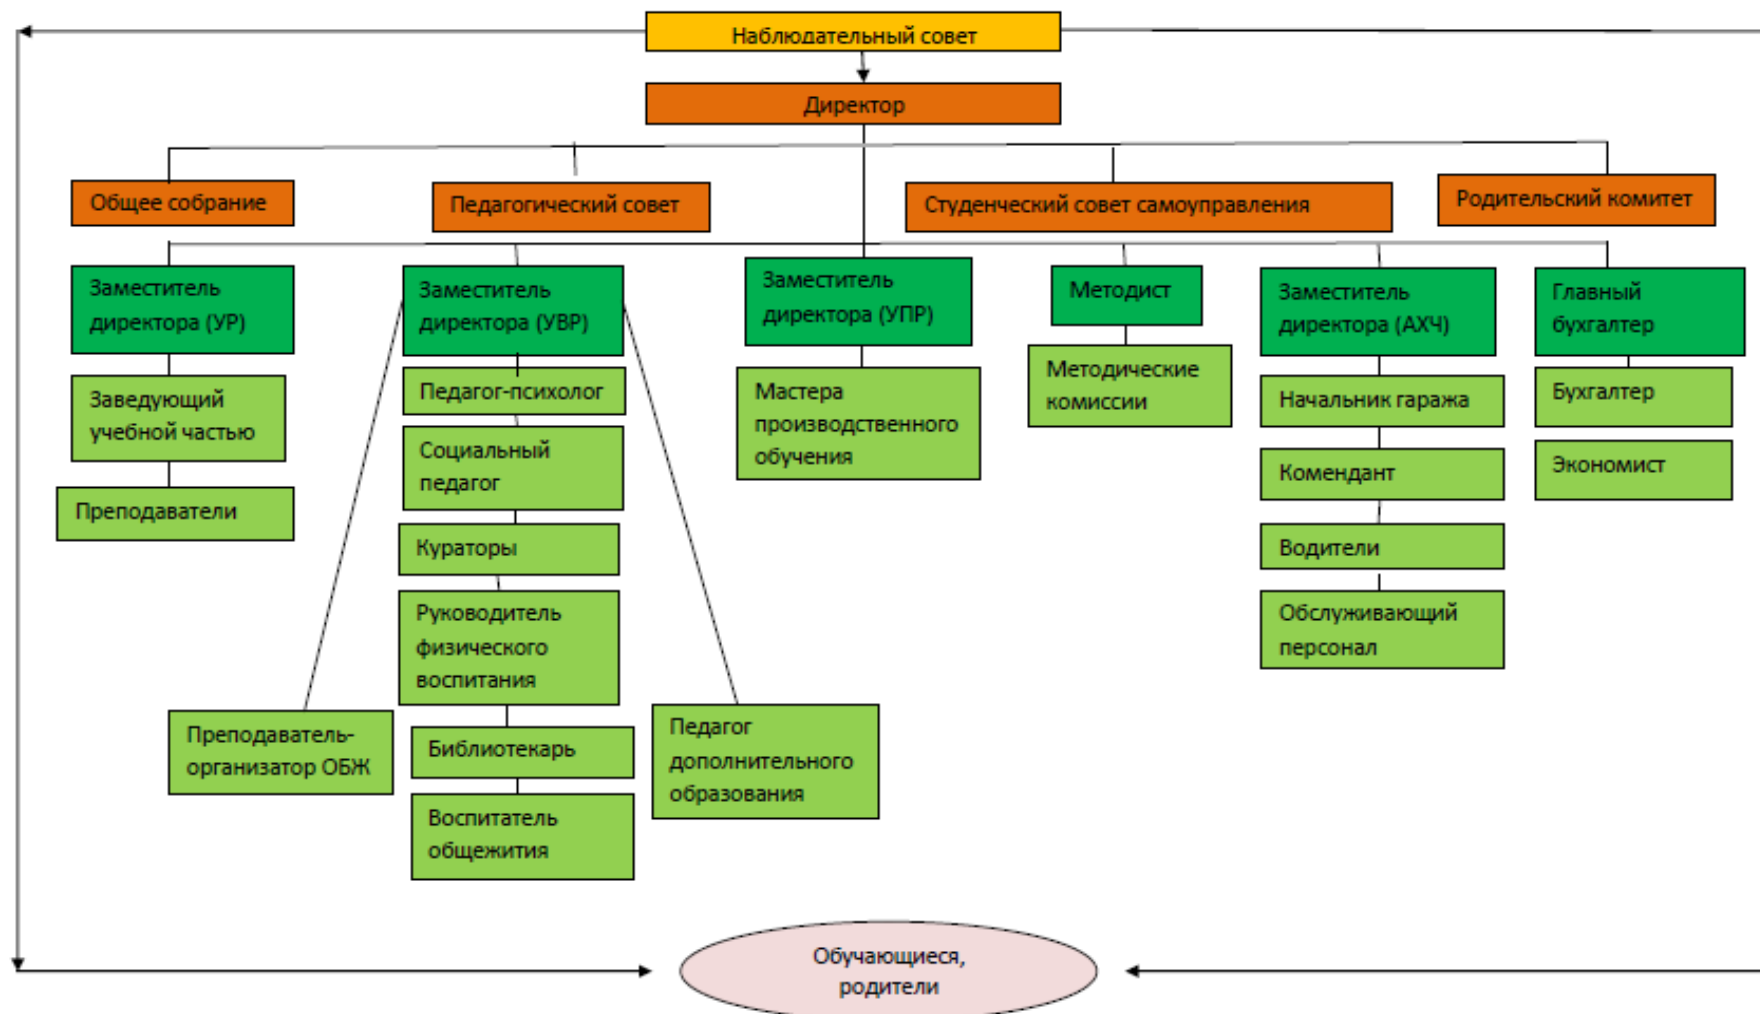 Наблюдательный совет
Директор
Общее собрание
Педагогический совет
Студенческий совет самоуправления
Родительский комитет
Заместитель
директора (УР)
Заместитель
директора (УВР)
Заместитель
директора (УПР)
Методист
Заместитель
директора (АХЧ)
Главный
бухгалтер
Заведующий
учебной частью
Преподаватели
Педагог-психолог
Социальный
педагог
Кураторы
Руководитель
физического
воспитания
Библиотекарь
Воспитатель
общежития
Преподаватель-
организатор ОБЖ
Педагог
дополнительного
образования
Мастера
производственного
обучения
Методические
комиссии
Начальник гаража
Комендант
Водители
Обслуживающий
персонал
Бухгалтер
Экономист
Обучающиеся,
родители